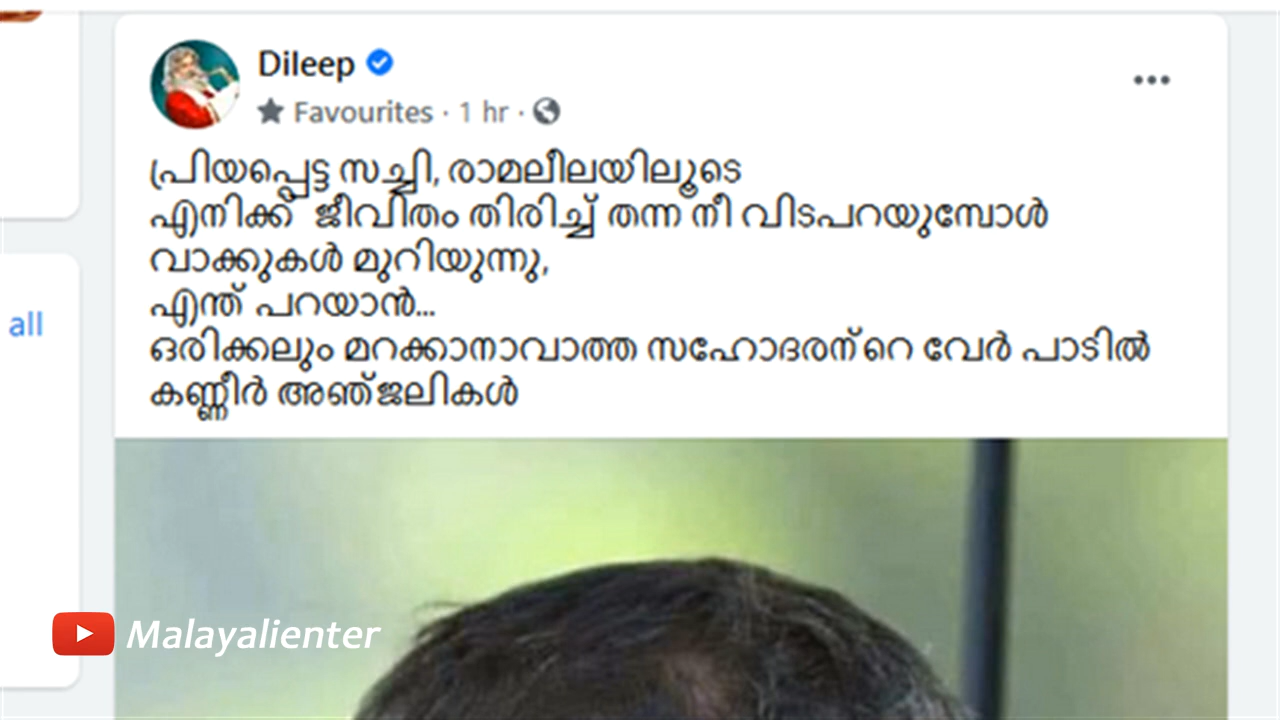 Dileep
Favourites · 1 hr ·
പ്രിയപ്പെട്ട സച്ചി, രാമലീലയിലൂടെ
എനിക്ക് ജീവിതം തിരിച്ച് തന്ന നീ വിടപറയുമ്പോൾ
വാക്കുകൾ മുറിയുന്നു,
എന്ത് പറയാൻ...
ഒരിക്കലും മറക്കാനാവാത്ത സഹോദരന്റെ വേർ പാടിൽ
കണ്ണീർ അഞ്ജലികൾ
all
Malayalienter